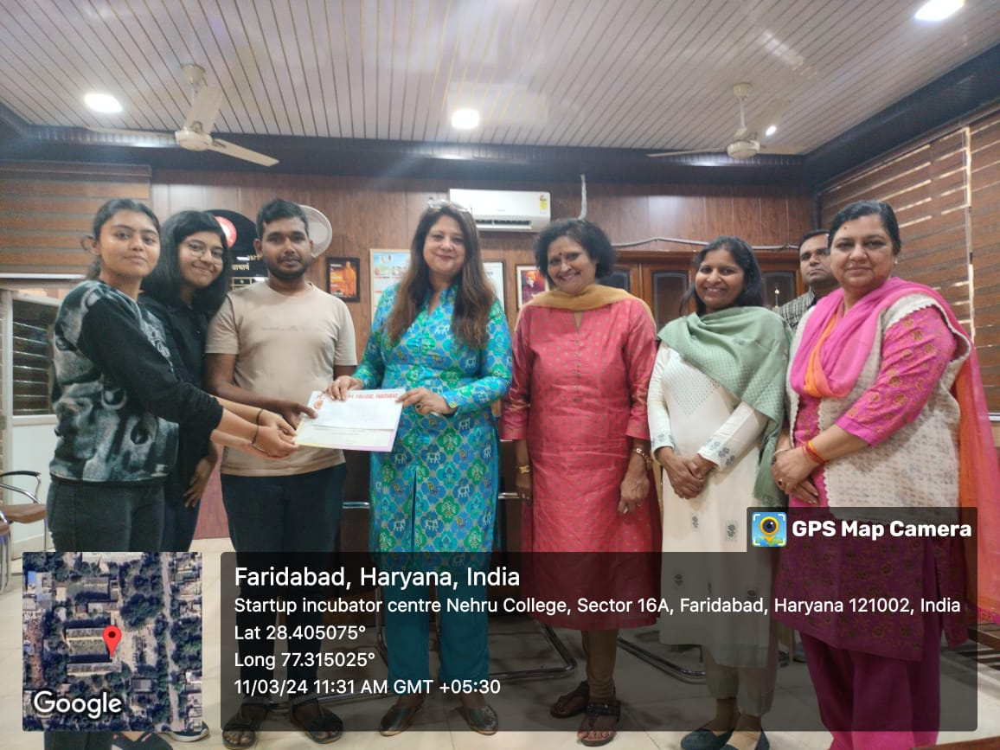 आचार्य
P.G. COLLEGE, FARIDABAD
GPS Map Camera
Faridabad, Haryana, India
Startup incubator centre Nehru College, Sector 16A, Faridabad, Haryana 121002, India
Lat 28.405075°
Long 77.315025°
11/03/24 11:31 AM GMT +05:30
Google